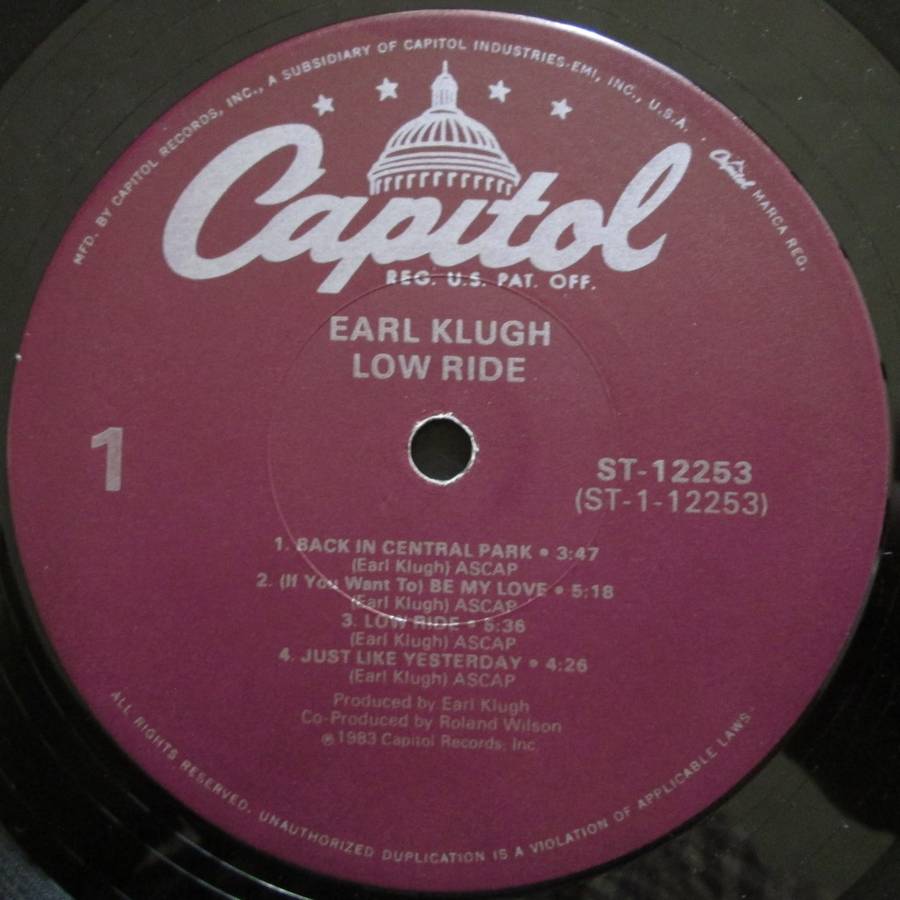 MFD. BY CAPITOL RECORDS, INC., A SUBSIDIARY OF CAPITOL INDUSTRIES-EMI, INC., U.S.A.
Capitol MARCA REG.
Capitol
REG. U.S. PAT. OFF.
EARL KLUGH
LOW RIDE
1
ST-12253
(ST-1-12253)
1. BACK IN CENTRAL PARK • 3:47
(Earl Klugh) ASCAP
2. (If You Want To) BE MY LOVE • 5:18
(Earl Klugh) ASCAP
3. LOW RIDE • 5:36
(Earl Klugh) ASCAP
4. JUST LIKE YESTERDAY • 4:26
(Earl Klugh) ASCAP
Produced by Earl Klugh
Co-Produced by Roland Wilson
℗ 1983 Capitol Records, Inc
ALL RIGHTS RESERVED. UNAUTHORIZED DUPLICATION IS A VIOLATION OF APPLICABLE LAWS.